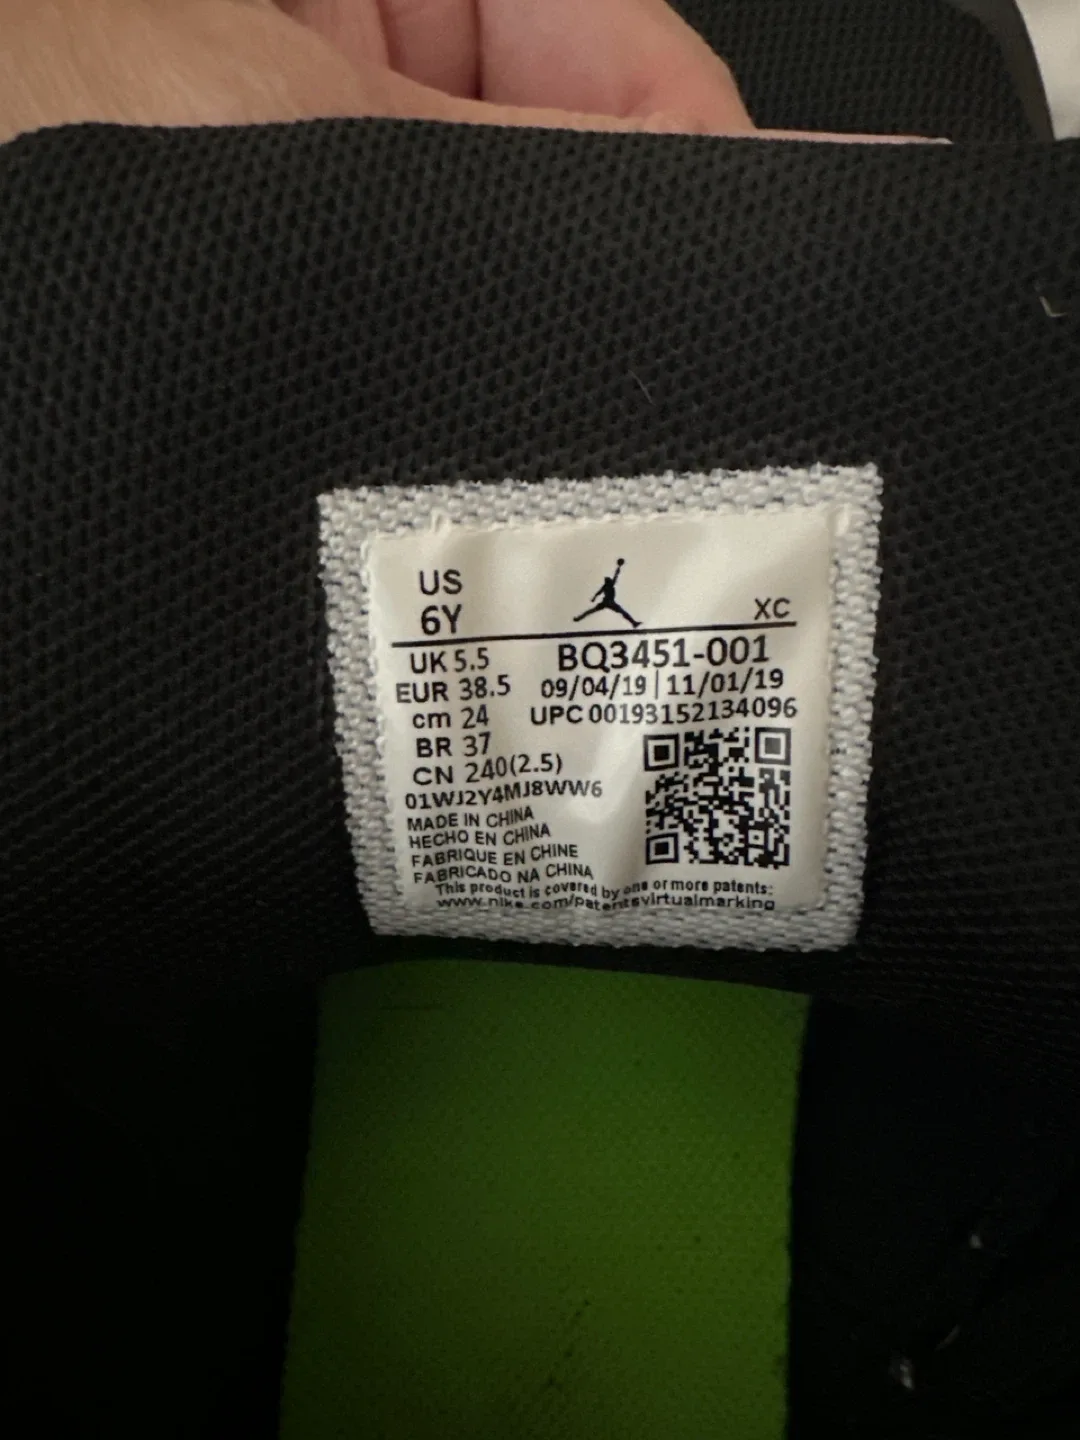 US
6Y
XC
UK 5.5
EUR 38.5
cm 24
BR 37
CN 240(2.5)
BQ3451-001
09/04/19 | 11/01/19
UPC 00193152134096
01WJ2Y4MJ8WW6
MADE IN CHINA
HECHO EN CHINA
FABRIQUE EN CHINE
FABRICADO NA CHINA
This product is covered by one or more patents:
www.nike.com/patentsvirtualmarking